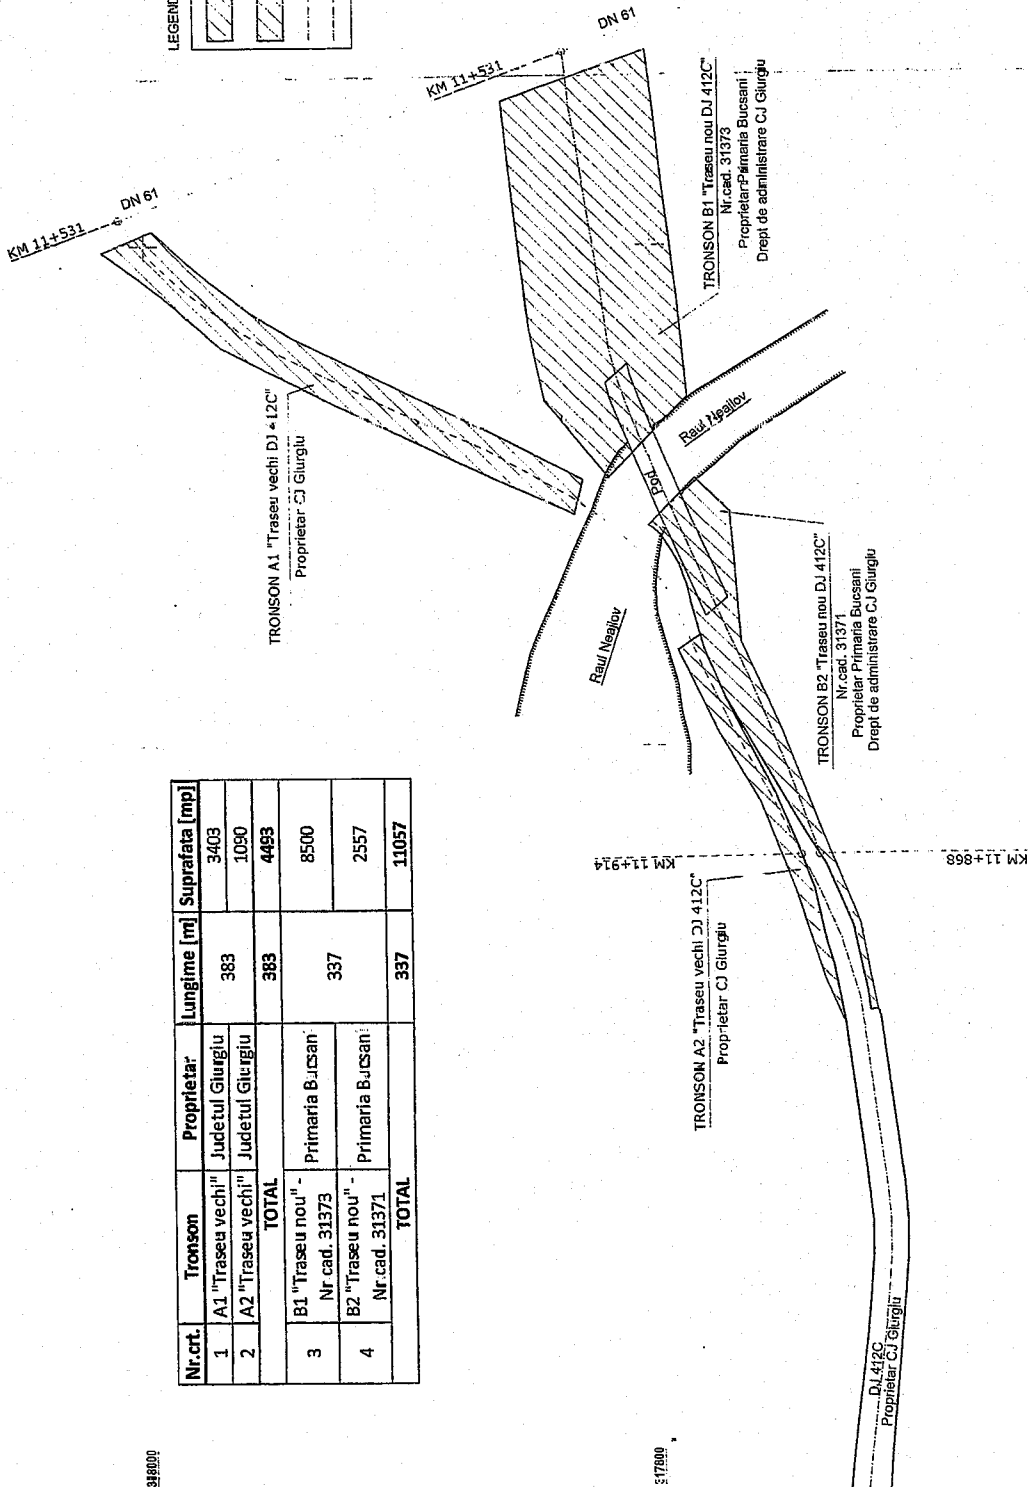 LEGEND
DN 61
KM 11+531
DN 61
KM 11+531
TRONSON A1 "Traseu vechi DJ 412C"
Proprietar CJ Giurgiu
TRONSON B1 "Traseu nou DJ 412C"
Nr.cad. 31373
Proprietar Primaria Bucsani
Drept de administrare CJ Giurgiu
Raul Neajlov
Pod
Raul Neajlov
TRONSON B2 "Traseu nou DJ 412C"
Nr.cad. 31371
Proprietar Primaria Bucsani
Drept de administrare CJ Giurgiu
KM 11+914
KM 11+868
TRONSON A2 "Traseu vechi DJ 412C"
Proprietar CJ Giurgiu
DJ 412C
Proprietar CJ Giurgiu
Nr.crt. Tronson Proprietar Lungime [m] Suprafata [mp]
1 A1 "Traseu vechi" Judetul Giurgiu 383 3403
2 A2 "Traseu vechi" Judetul Giurgiu 1090
TOTAL 383 4493
3 B1 "Traseu nou" - Primaria Bucsani 337 8500
Nr cad. 31373
4 B2 "Traseu nou" - Primaria Bucsani 2557
Nr.cad. 31371
TOTAL 337 11057
318000
317800